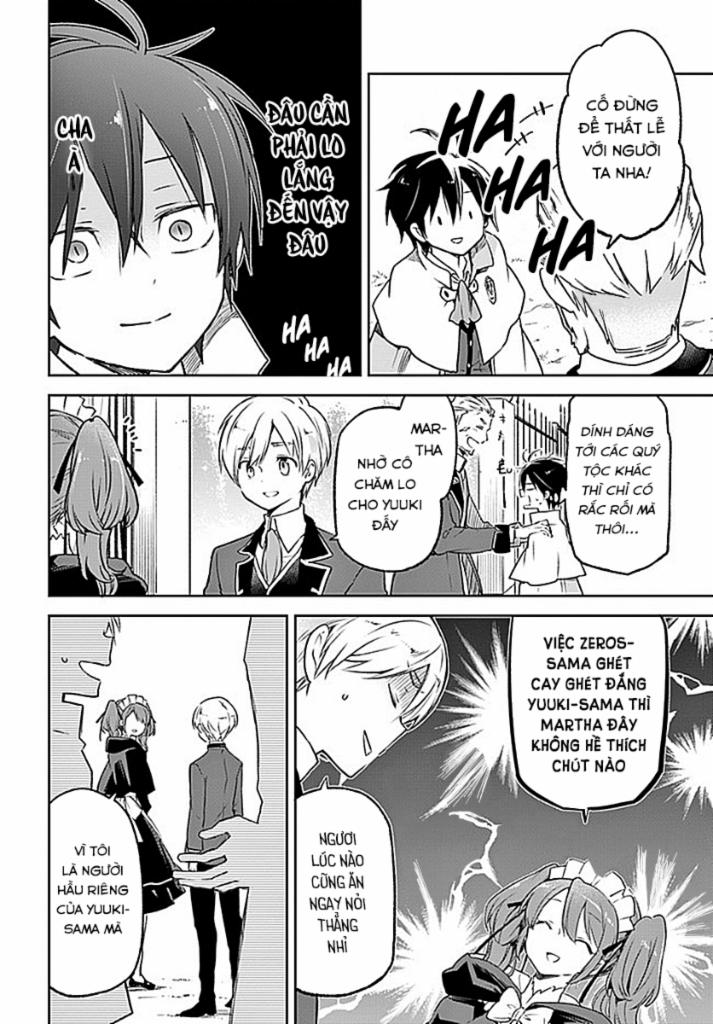 CỐ ĐỪNG
ĐỂ THẤT LỄ
VỚI NGƯỜI
TA NHA!
HA
HA
HA
ĐÂU CẦN
PHẢI LO
LẮNG
ĐẾN VẬY
ĐÂU
CHA
À
HA
HA
HA
DÍNH DÁNG
TỚI CÁC QUÝ
TỘC KHÁC
THÌ CHỈ CÓ
RẮC RỐI MÀ
THÔI...
MAR-
THA
NHỜ CÔ
CHĂM LO
CHO YUUKI
ĐẤY
VIỆC ZEROS-
SAMA GHÉT
CAY GHÉT ĐẮNG
YUUKI-SAMA THÌ
MARTHA ĐÂY
KHÔNG HỀ THÍCH
CHÚT NÀO
NGƯƠI
LÚC NÀO
CŨNG ĂN
NGAY NỎI
THẲNG
NHỈ
VÌ TÔI
LÀ NGƯỜI
HẦU RIÊNG
CỦA YUUKI-
SAMA MÀ